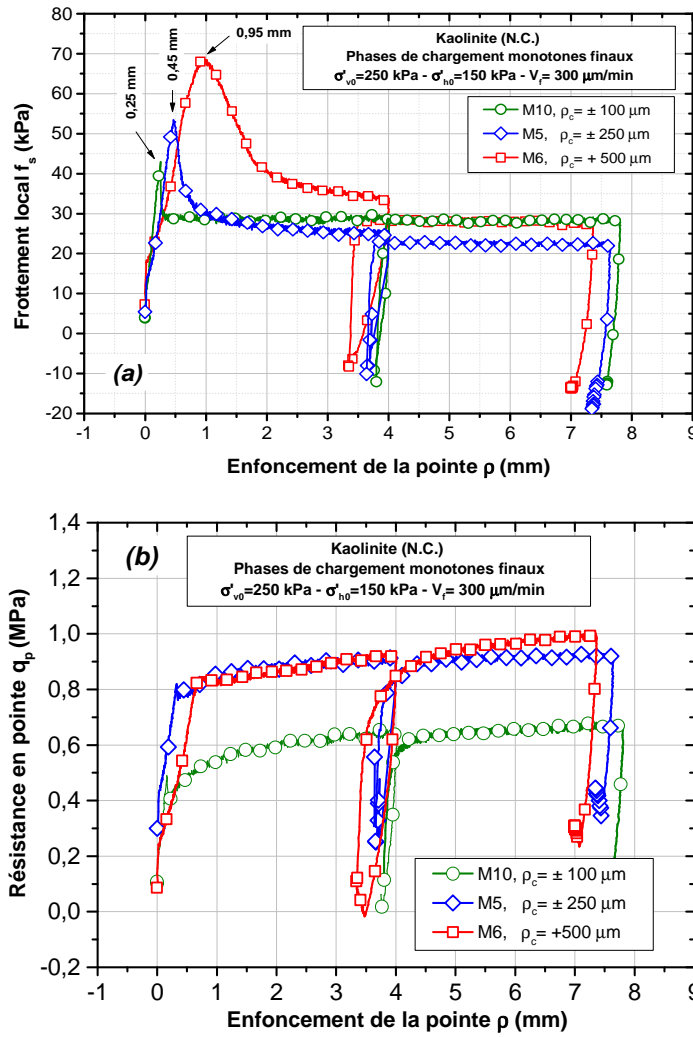 80
70
60
50
40
30
20
10
0
-10
-20
Frottement local fs (kPa)
0,25 mm
0,45 mm
0,95 mm
Kaolinite (N.C.)
Phases de chargement monotones finaux
σ'v0=250 kPa - σ'h0=150 kPa - Vf= 300 μm/min
M10, ρc= ± 100 μm
M5, ρc= ± 250 μm
M6, ρc= + 500 μm
(a)
-1 0 1 2 3 4 5 6 7 8 9
Enfoncement de la pointe ρ (mm)
1,4
1,2
1,0
0,8
0,6
0,4
0,2
0,0
-0,2
Résistance en pointe qp (MPa)
(b)
Kaolinite (N.C.)
Phases de chargement monotones finaux
σ'v0=250 kPa - σ'h0=150 kPa - Vf= 300 μm/min
M10, ρc= ± 100 μm
M5, ρc= ± 250 μm
M6, ρc= +500 μm
-1 0 1 2 3 4 5 6 7 8 9
Enfoncement de la pointe ρ (mm)